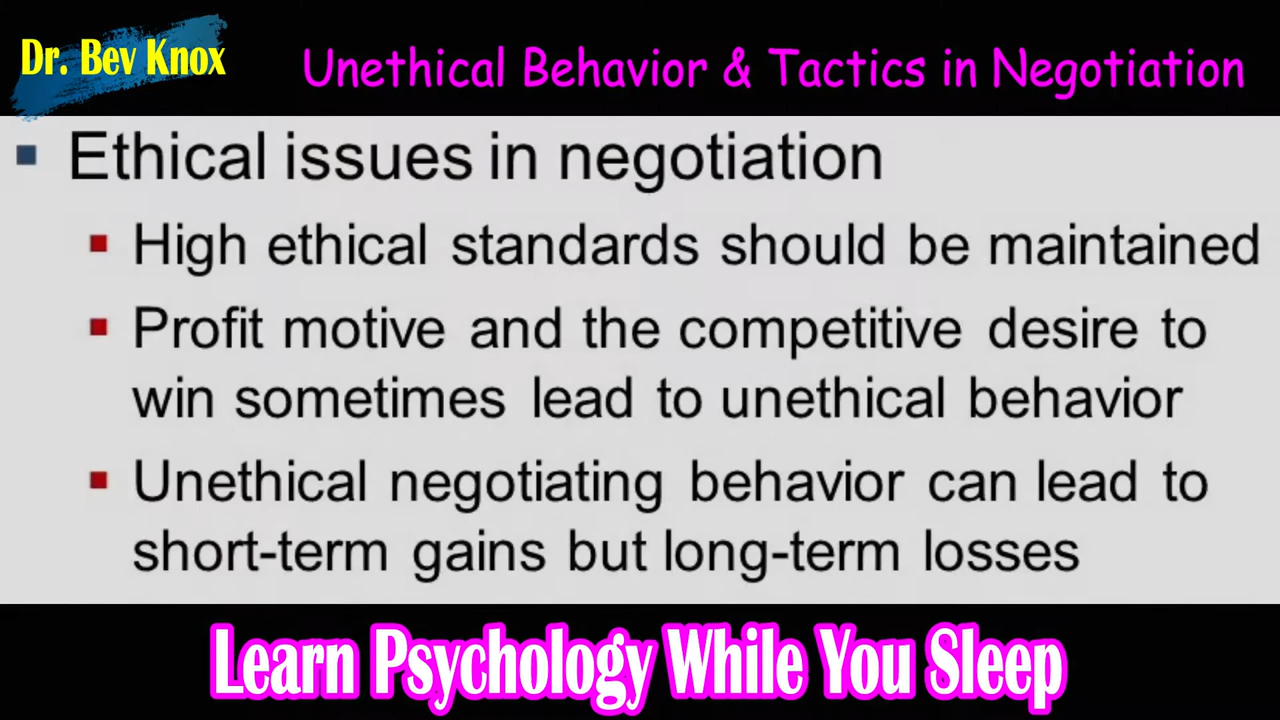 Dr. Bev Knox
Unethical Behavior & Tactics in Negotiation
Ethical issues in negotiation
High ethical standards should be maintained
Profit motive and the competitive desire to
win sometimes lead to unethical behavior
Unethical negotiating behavior can lead to
short-term gains but long-term losses
Learn Psychology While You Sleep